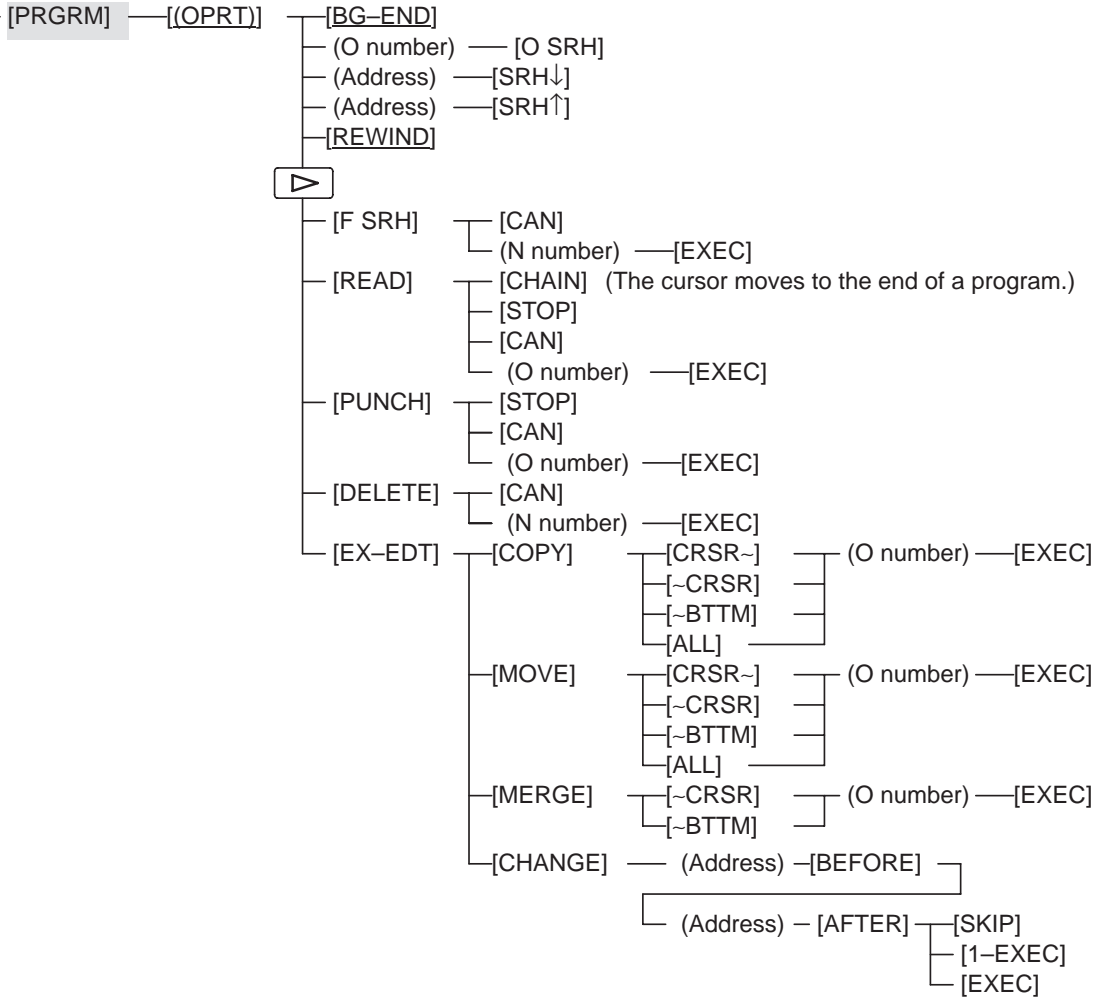 [PRGRM] [(OPRT)] [BG–END]
(O number) [O SRH]
(Address) [SRH↓]
(Address) [SRH↑]
[REWIND]
[F SRH] [CAN]
(N number) [EXEC]
[READ] [CHAIN] (The cursor moves to the end of a program.)
[STOP]
[CAN]
(O number) [EXEC]
[PUNCH] [STOP]
[CAN]
(O number) [EXEC]
[DELETE] [CAN]
(N number) [EXEC]
[EX–EDT] [COPY] [CRSR~] (O number) [EXEC]
[~CRSR]
[~BTTM]
[ALL]
[MOVE] [CRSR~] (O number) [EXEC]
[~CRSR]
[~BTTM]
[ALL]
[MERGE] [~CRSR] (O number) [EXEC]
[~BTTM]
[CHANGE] (Address) [BEFORE]
(Address) [AFTER] [SKIP]
[1–EXEC]
[EXEC]